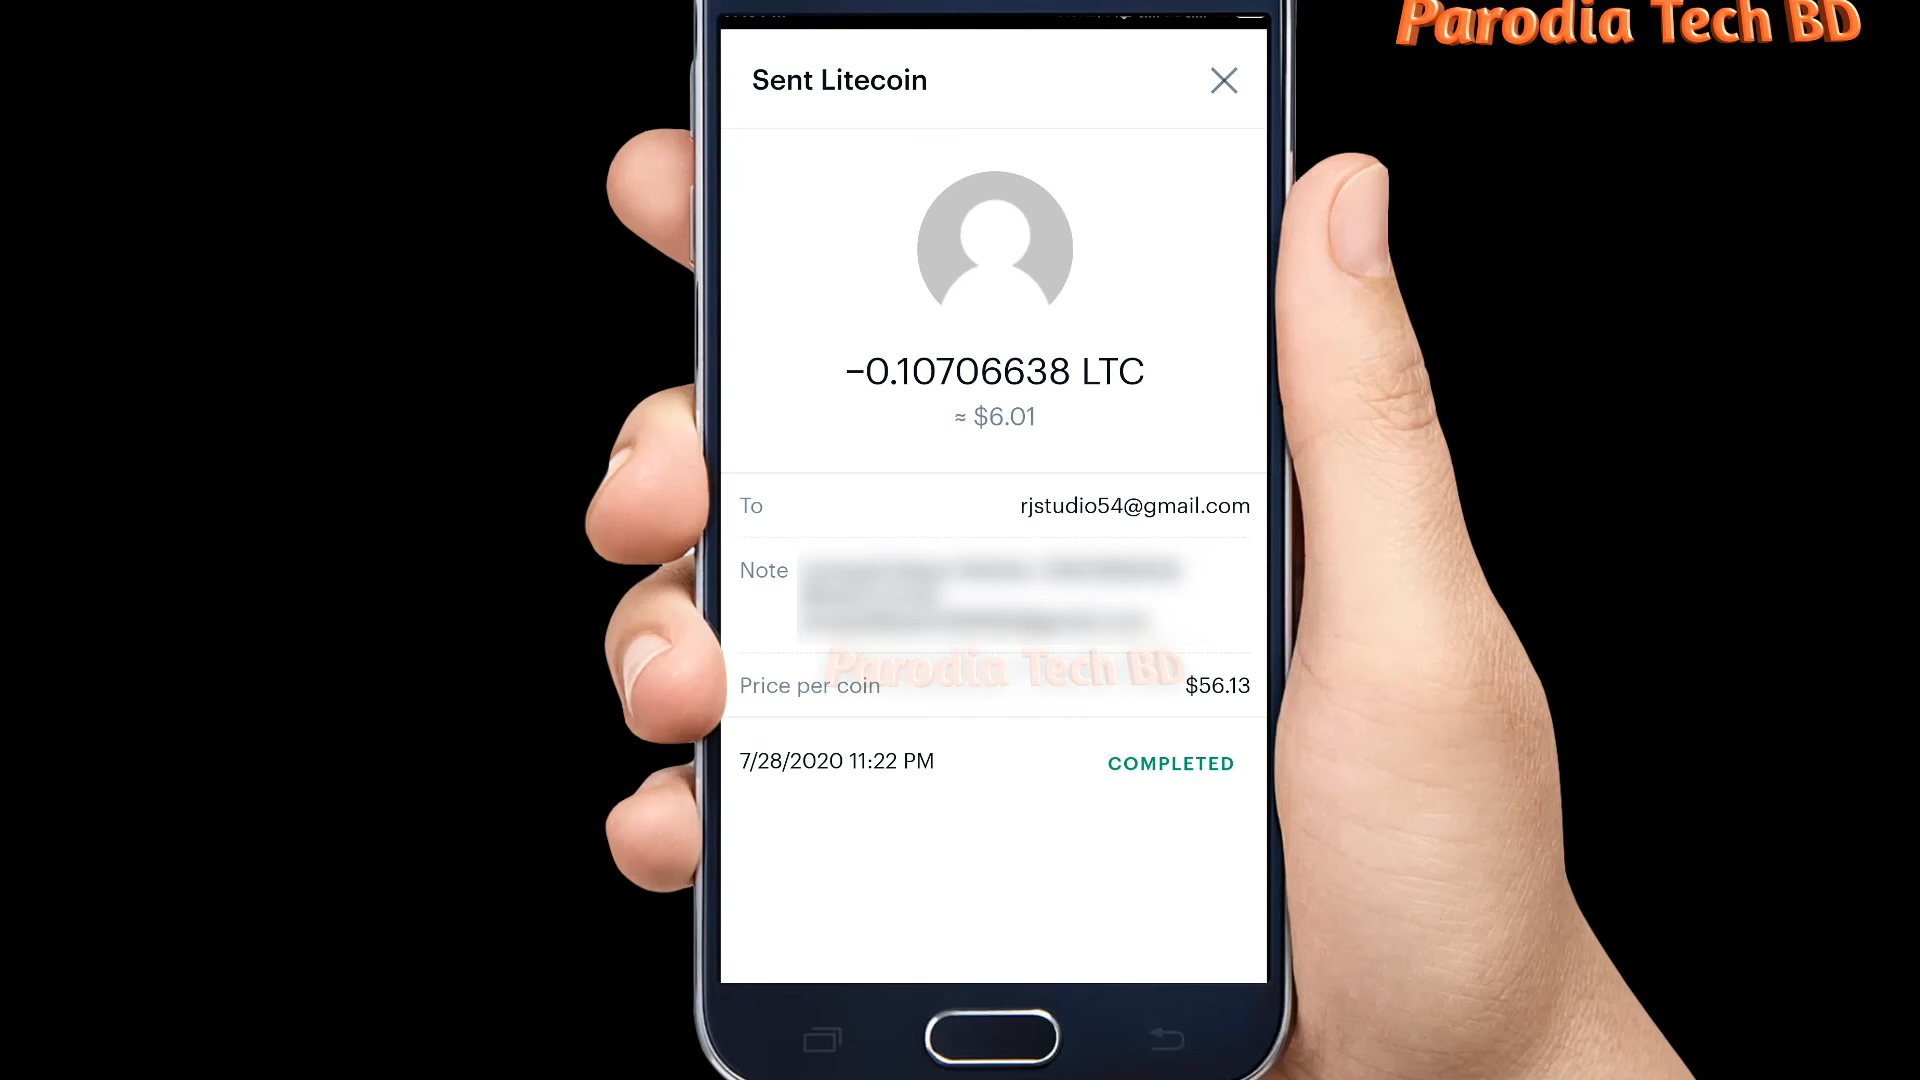 Parodia Tech BD
Sent Litecoin
−0.10706638 LTC
≈ $6.01
To rjstudio54@gmail.com
Note
Parodia Tech BD
Price per coin $56.13
7/28/2020 11:22 PM COMPLETED